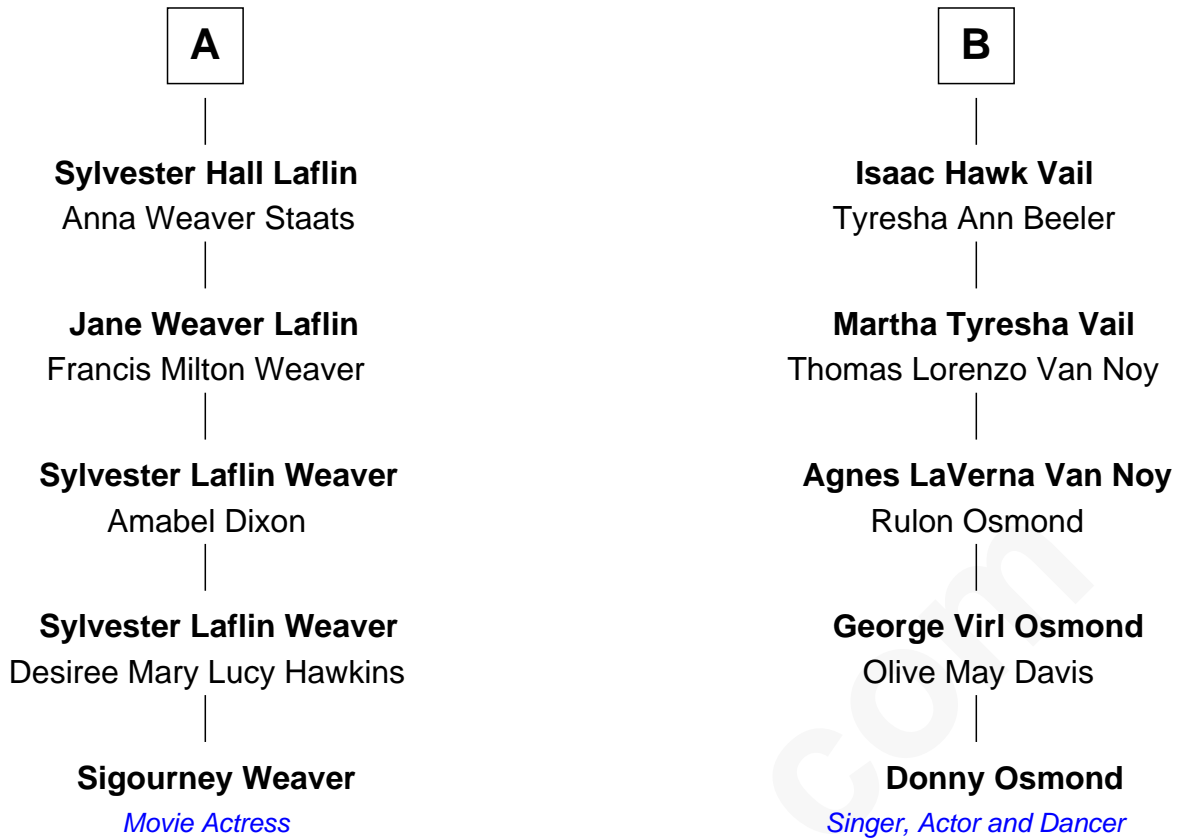 A
Sylvester Hall Laflin
Anna Weaver Staats
Jane Weaver Laflin
Francis Milton Weaver
Sylvester Laflin Weaver
Amabel Dixon
Sylvester Laflin Weaver
Desiree Mary Lucy Hawkins
Sigourney Weaver
Movie Actress
B
Isaac Hawk Vail
Tyresha Ann Beeler
Martha Tyresha Vail
Thomas Lorenzo Van Noy
Agnes LaVerna Van Noy
Rulon Osmond
George Virl Osmond
Olive May Davis
Donny Osmond
Singer, Actor and Dancer
com